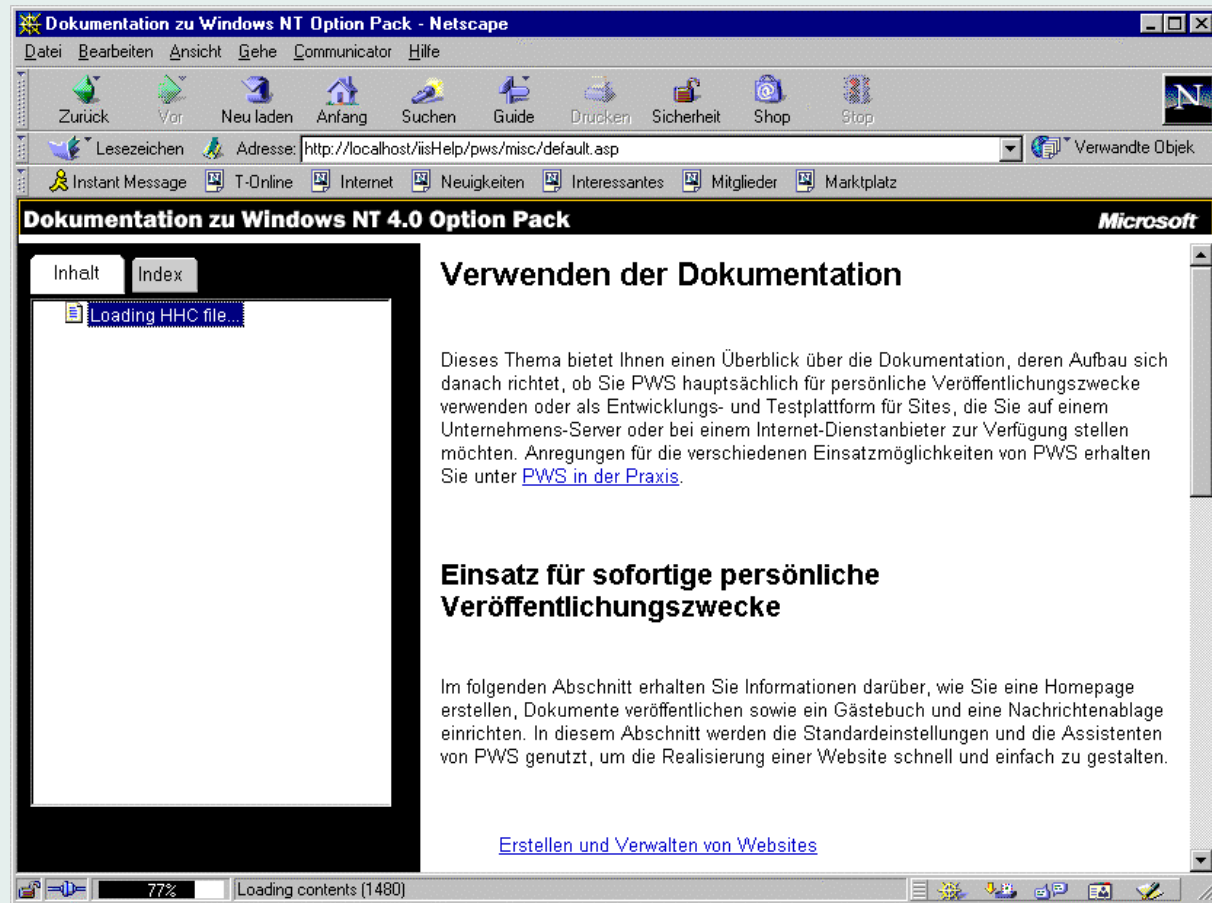 Dokumentation zu Windows NT Option Pack - Netscape
Datei Bearbeiten Ansicht Gehe Communicator Hilfe
Zurück Vor Neu laden Anfang Suchen Guide Drucken Sicherheit Shop Stop
N
Lesezeichen Adresse: http://localhost/iisHelp/pws/misc/default.asp Verwandte Objek
Instant Message T-Online Internet Neuigkeiten Interessantes Mitglieder Marktplatz
Dokumentation zu Windows NT 4.0 Option Pack Microsoft
Inhalt Index
Loading HHC file...
Verwenden der Dokumentation
Dieses Thema bietet Ihnen einen Überblick über die Dokumentation, deren Aufbau sich
danach richtet, ob Sie PWS hauptsächlich für persönliche Veröffentlichungszwecke
verwenden oder als Entwicklungs- und Testplattform für Sites, die Sie auf einem
Unternehmens-Server oder bei einem Internet-Dienstanbieter zur Verfügung stellen
möchten. Anregungen für die verschiedenen Einsatzmöglichkeiten von PWS erhalten
Sie unter PWS in der Praxis.
Einsatz für sofortige persönliche
Veröffentlichungszwecke
Im folgenden Abschnitt erhalten Sie Informationen darüber, wie Sie eine Homepage
erstellen, Dokumente veröffentlichen sowie ein Gästebuch und eine Nachrichtenablage
einrichten. In diesem Abschnitt werden die Standardeinstellungen und die Assistenten
von PWS genutzt, um die Realisierung einer Website schnell und einfach zu gestalten.
Erstellen und Verwalten von Websites
77% Loading contents (1480)